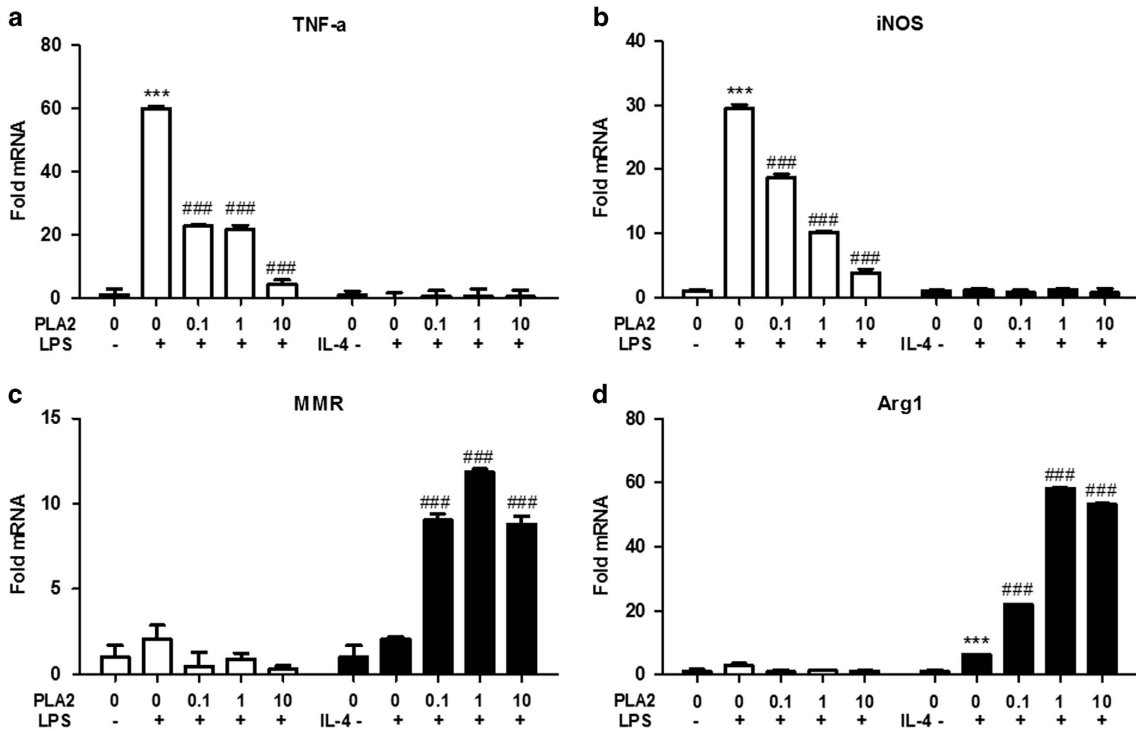 a
TNF-a
Fold mRNA
80
60
40
20
0
***
###
###
###
PLA2 0 0 0.1 1 10 0 0 0.1 1 10
LPS - + + + + IL-4 - + + + +
b
iNOS
Fold mRNA
40
30
20
10
0
***
###
###
###
PLA2 0 0 0.1 1 10 0 0 0.1 1 10
LPS - + + + + IL-4 - + + + +
c
MMR
Fold mRNA
15
10
5
0
###
###
###
PLA2 0 0 0.1 1 10 0 0 0.1 1 10
LPS - + + + + IL-4 - + + + +
d
Arg1
Fold mRNA
80
60
40
20
0
***
###
###
###
PLA2 0 0 0.1 1 10 0 0 0.1 1 10
LPS - + + + + IL-4 - + + + +